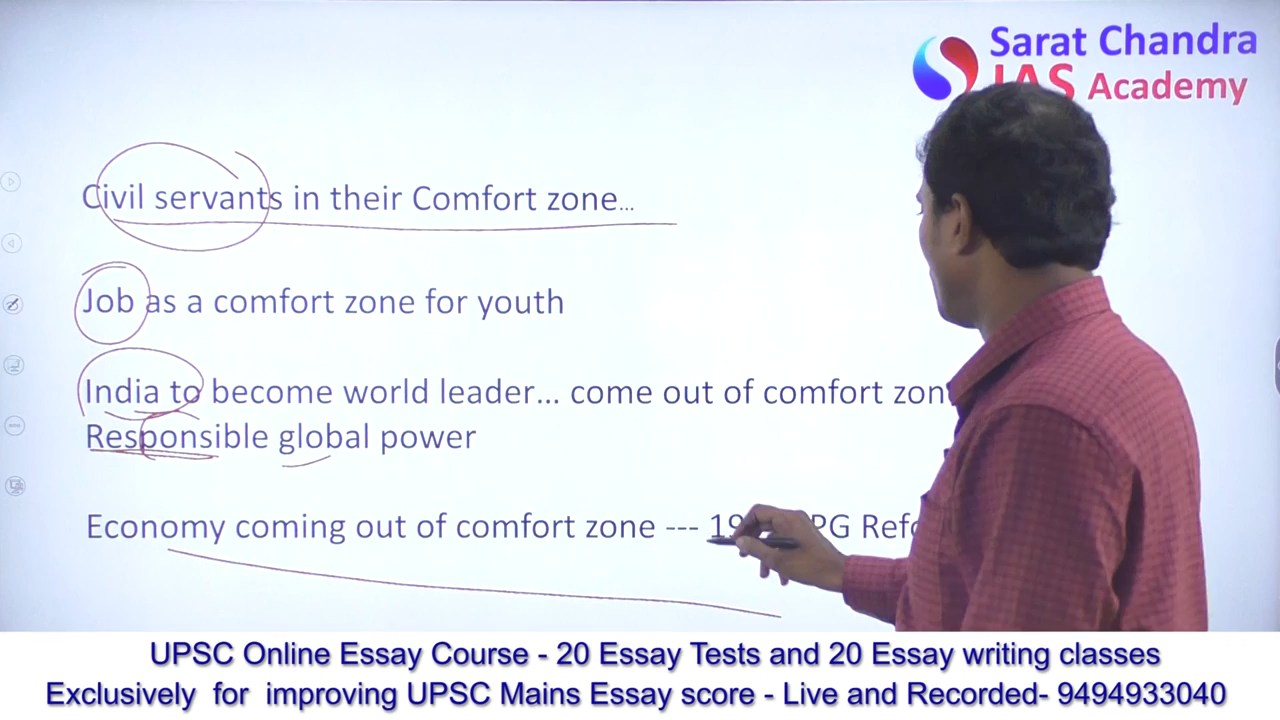 Sarat Chandra
IAS Academy
Civil servants in their Comfort zone...
Job as a comfort zone for youth
India to become world leader... come out of comfort
Responsible global power
Economy coming out of comfort zone ---
UPSC Online Essay Course - 20 Essay Tests and 20 Essay writing classes
Exclusively for improving UPSC Mains Essay score - Live and Recorded- 9494933040